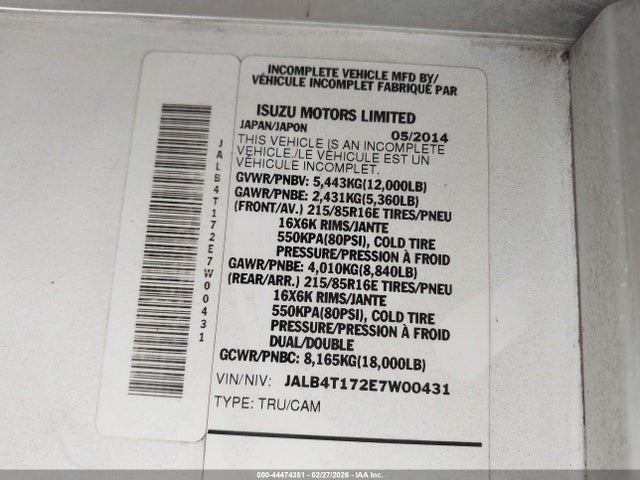 INCOMPLETE VEHICLE MFD BY/
VÉHICULE INCOMPLET FABRIQUÉ PAR
ISUZU MOTORS LIMITED
JAPAN/JAPON 05/2014
THIS VEHICLE IS AN INCOMPLETE
VEHICLE./LE VÉHICULE EST UN
VÉHICULE INCOMPLET.
GVWR/PNBV: 5,443KG(12,000LB)
GAWR/PNBE: 2,431KG(5,360LB)
(FRONT/AV.) 215/85R16E TIRES/PNEU
16X6K RIMS/JANTE
550KPA(80PSI), COLD TIRE
PRESSURE/PRESSION À FROID
GAWR/PNBE: 4,010KG(8,840LB)
(REAR/ARR.) 215/85R16E TIRES/PNEU
16X6K RIMS/JANTE
550KPA(80PSI), COLD TIRE
PRESSURE/PRESSION À FROID
DUAL/DOUBLE
GCWR/PNBC: 8,165KG(18,000LB)
VIN/NIV: JALB4T172E7W00431
TYPE: TRU/CAM
JALB4T172E7W00431
000-44474351 - 02/27/2026 - IAA Inc.